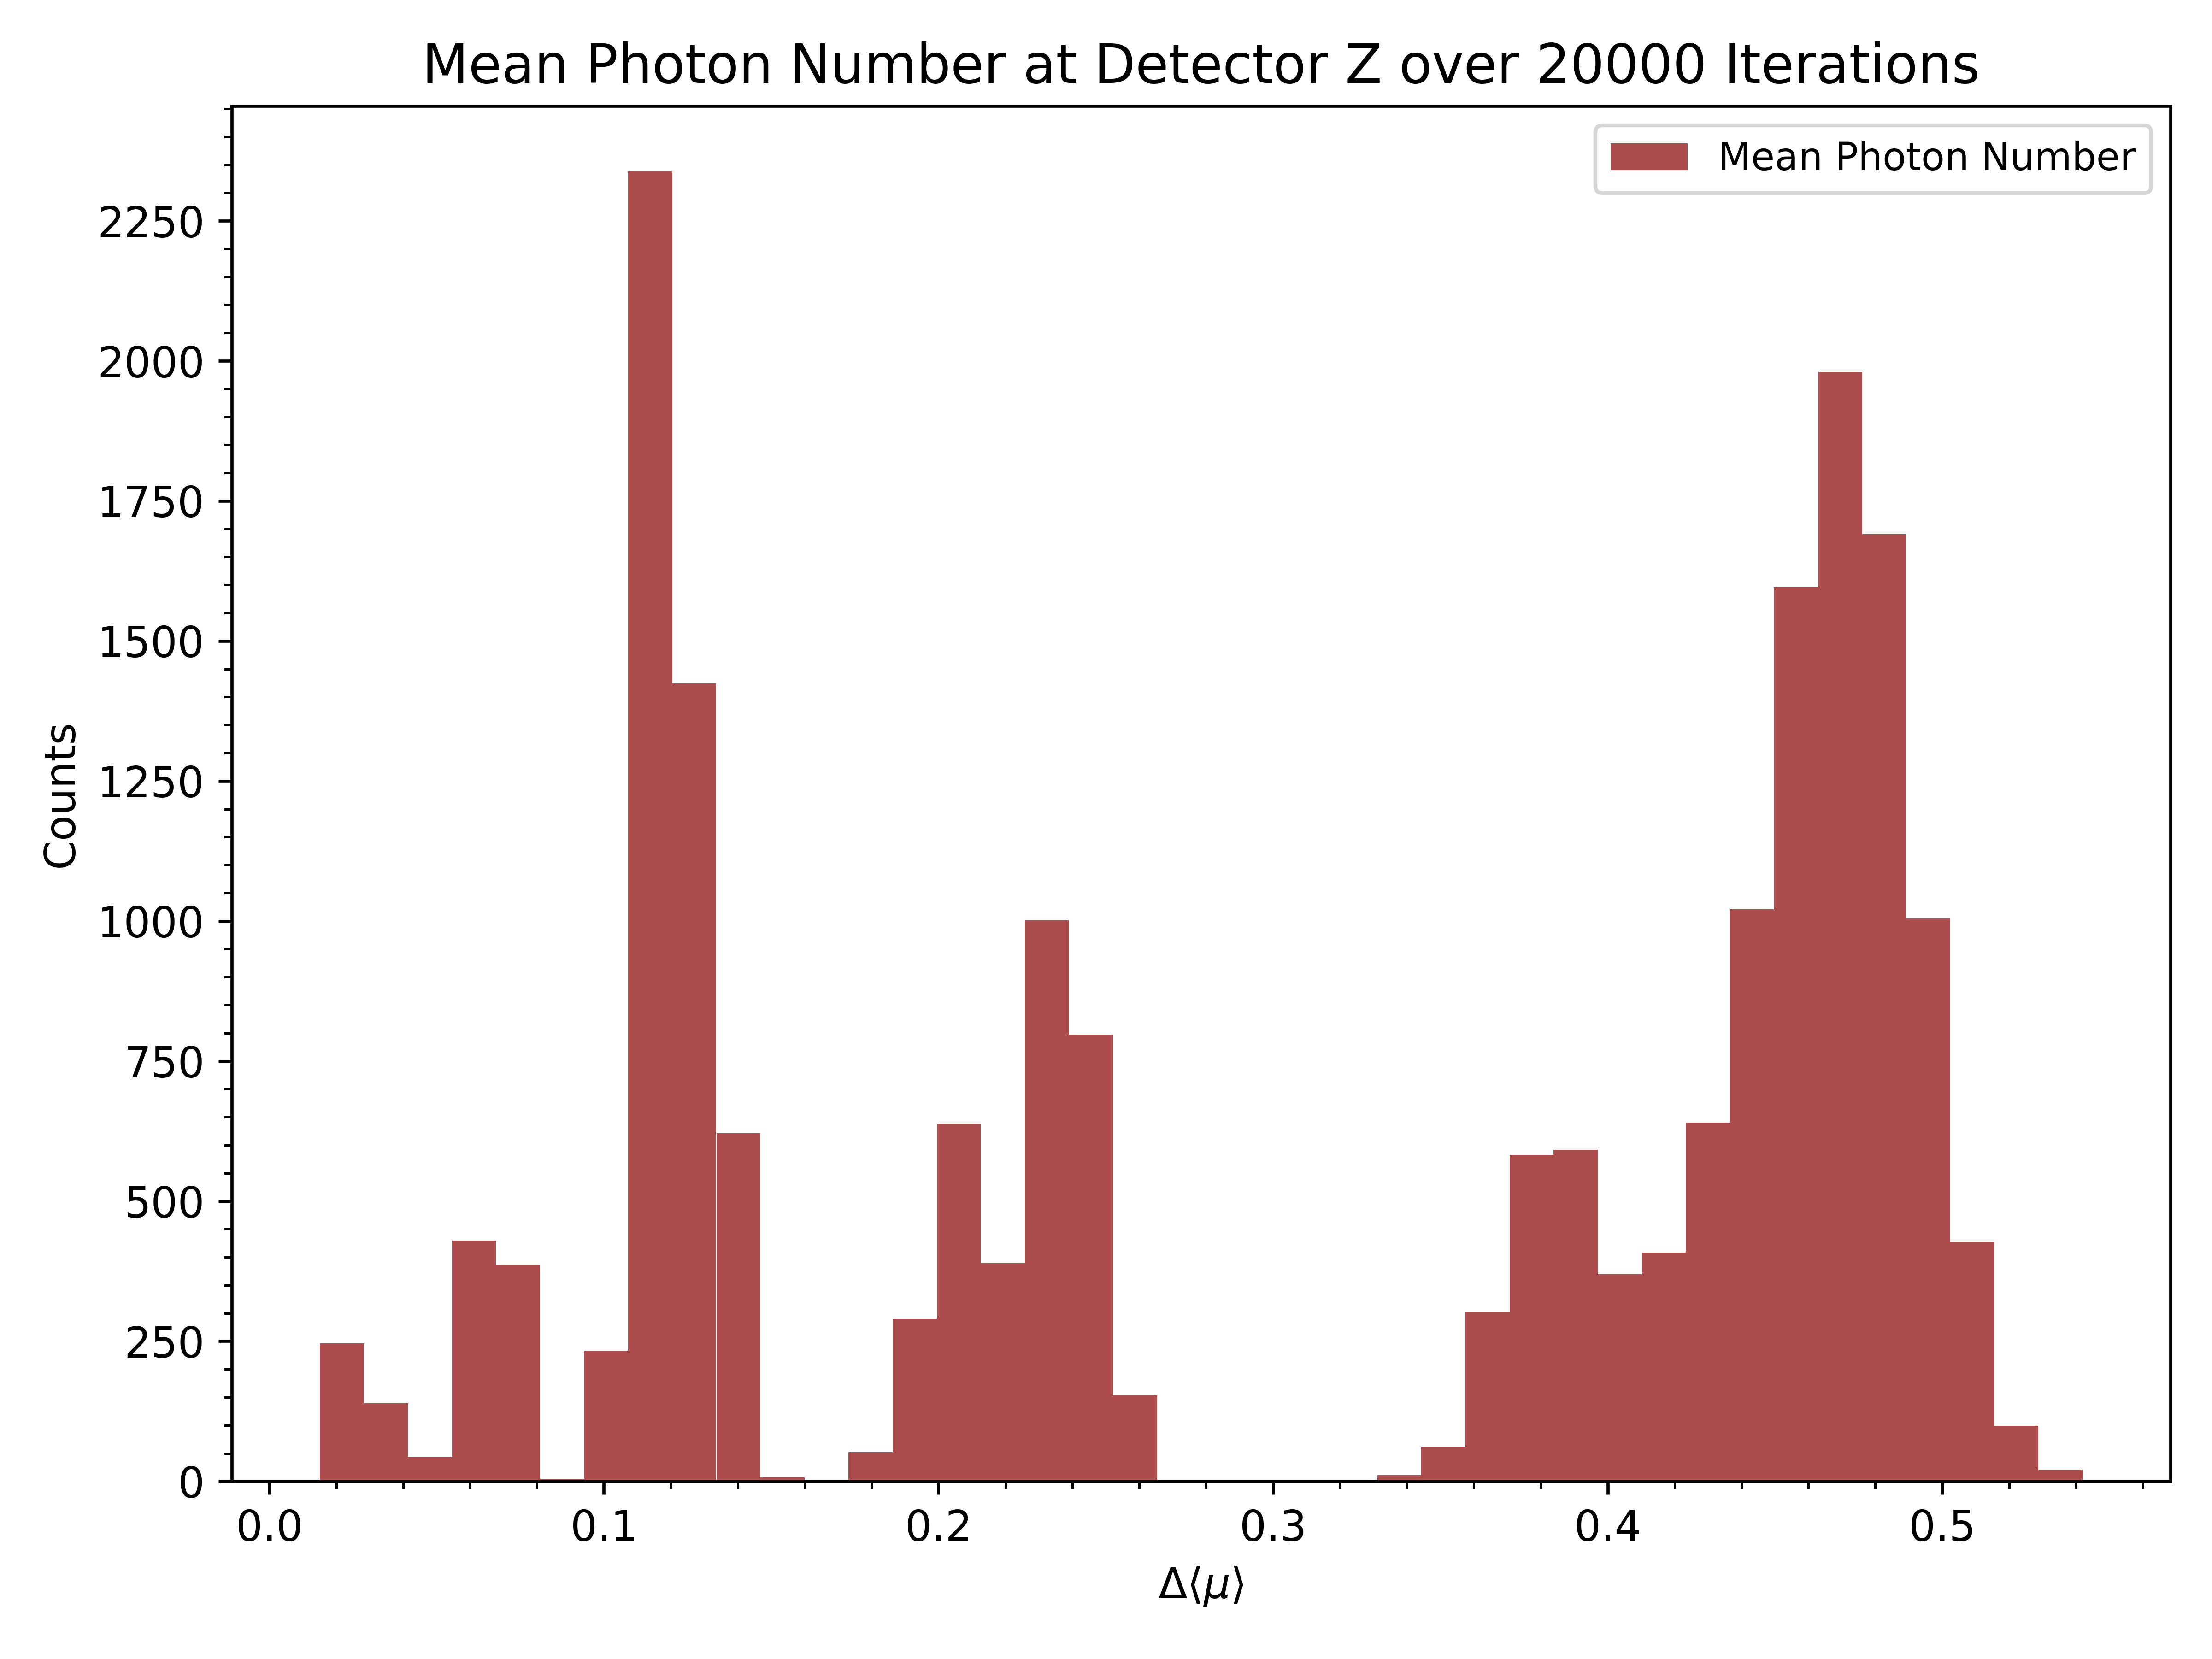 Mean Photon Number at Detector Z over 20000 Iterations
Mean Photon Number
2250
2000
1750
1500
1250
1000
750
500
250
0
Counts
0.0 0.1 0.2 0.3 0.4 0.5
Δ⟨μ⟩